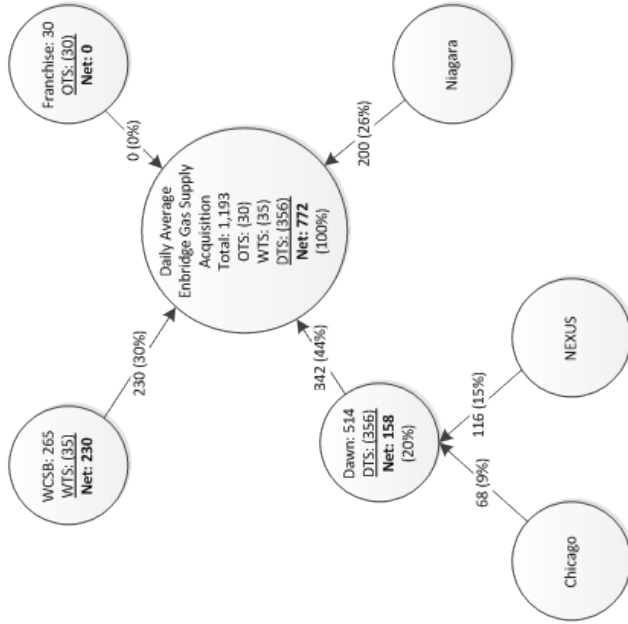 WCSB: 265
WTS: (35)
Net: 230
230 (30%)
Franchise: 30
OTS: (30)
Net: 0
0 (0%)
Daily Average
Enbridge Gas Supply
Acquisition
Total: 1,193
OTS: (30)
WTS: (35)
DTS: (356)
Net: 772
(100%)
342 (44%)
200 (26%)
Dawn: 514
DTS: (356)
Net: 158
(20%)
Niagara
68 (9%)
116 (15%)
Chicago
NEXUS